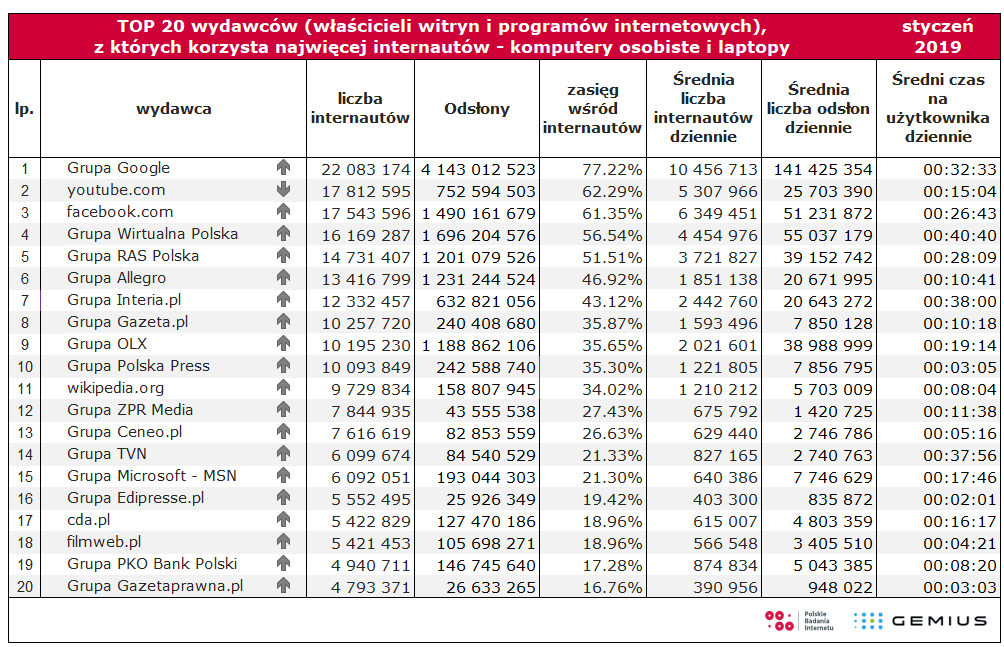 TOP 20 wydawców (właścicieli witryn i programów internetowych),
z których korzysta najwięcej internautów - komputery osobiste i laptopy
styczeń
2019
lp.
wydawca
liczba
internautów
Odsłony
zasięg
wśród
internautów
Średnia
liczba
internautów
dziennie
Średnia
liczba odsłon
dziennie
Średni czas
na
użytkownika
dziennie
1 Grupa Google 22 083 174 4 143 012 523 77.22% 10 456 713 141 425 354 00:32:33
2 youtube.com 17 812 595 752 594 503 62.29% 5 307 966 25 703 390 00:15:04
3 facebook.com 17 543 596 1 490 161 679 61.35% 6 349 451 51 231 872 00:26:43
4 Grupa Wirtualna Polska 16 169 287 1 696 204 576 56.54% 4 454 976 55 037 179 00:40:40
5 Grupa RAS Polska 14 731 407 1 201 079 526 51.51% 3 721 827 39 152 742 00:28:09
6 Grupa Allegro 13 416 799 1 231 244 524 46.92% 1 851 138 20 671 995 00:10:41
7 Grupa Interia.pl 12 332 457 632 821 056 43.12% 2 442 760 20 643 272 00:38:00
8 Grupa Gazeta.pl 10 257 720 240 408 680 35.87% 1 593 496 7 850 128 00:10:18
9 Grupa OLX 10 195 230 1 188 862 106 35.65% 2 021 601 38 988 999 00:19:14
10 Grupa Polska Press 10 093 849 242 588 740 35.30% 1 221 805 7 856 795 00:03:05
11 wikipedia.org 9 729 834 158 807 945 34.02% 1 210 212 5 703 009 00:08:04
12 Grupa ZPR Media 7 844 935 43 555 538 27.43% 675 792 1 420 725 00:11:38
13 Grupa Ceneo.pl 7 616 619 82 853 559 26.63% 629 440 2 746 786 00:05:16
14 Grupa TVN 6 099 674 84 540 529 21.33% 827 165 2 740 763 00:37:56
15 Grupa Microsoft - MSN 6 092 051 193 044 303 21.30% 640 386 7 746 629 00:17:46
16 Grupa Edipresse.pl 5 552 495 25 926 349 19.42% 403 300 835 872 00:02:01
17 cda.pl 5 422 829 127 470 186 18.96% 615 007 4 803 359 00:16:17
18 filmweb.pl 5 421 453 105 698 271 18.96% 566 548 3 405 510 00:04:21
19 Grupa PKO Bank Polski 4 940 711 146 745 640 17.28% 874 834 5 043 385 00:08:20
20 Grupa Gazetaprawna.pl 4 793 371 26 633 265 16.76% 390 956 948 022 00:03:03
Polskie
Badania
Internetu
GEMIUS